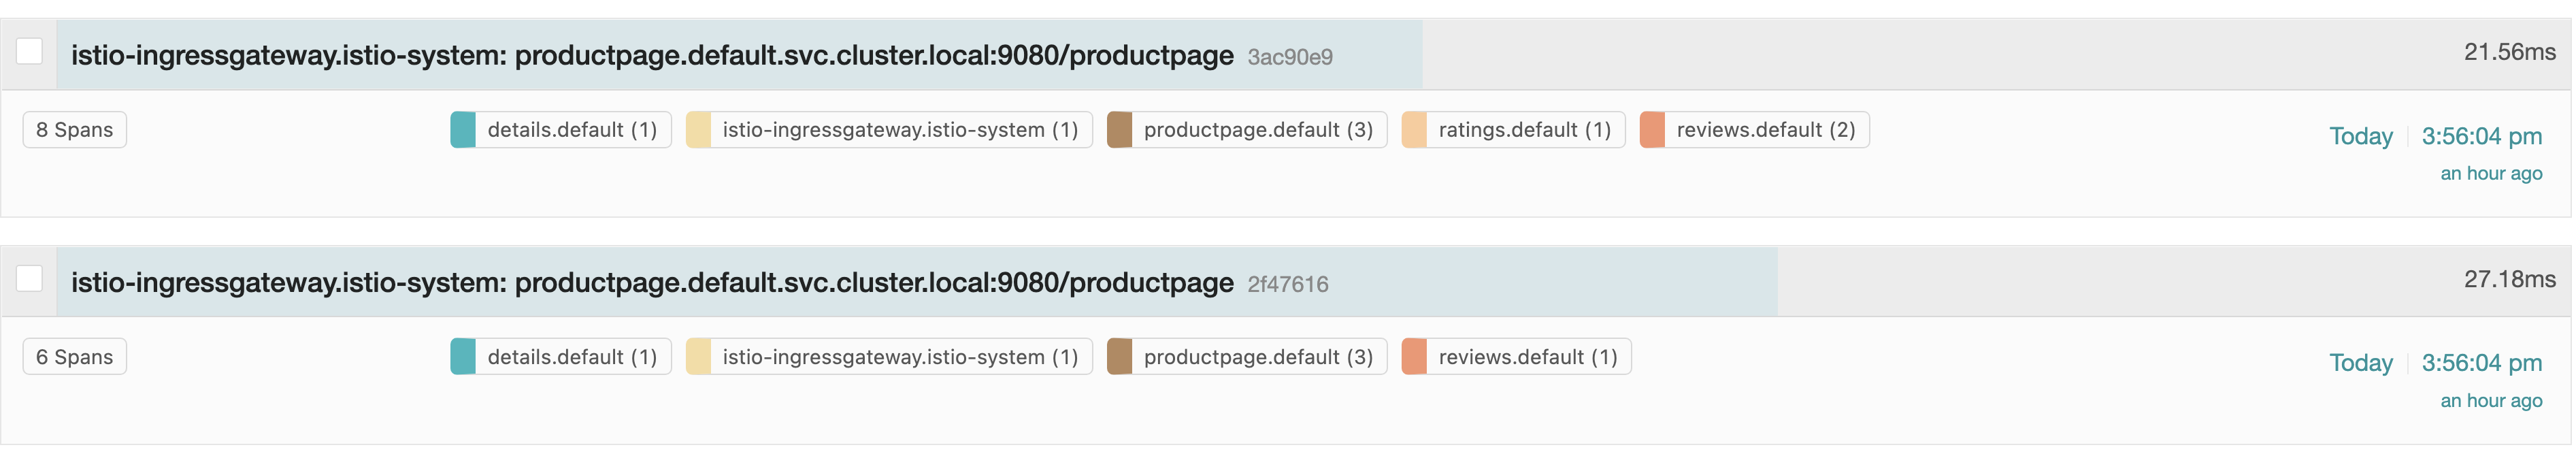 istio-ingressgateway.istio-system: productpage.default.svc.cluster.local:9080/productpage 3ac90e9 21.56ms
8 Spans details.default (1) istio-ingressgateway.istio-system (1) productpage.default (3) ratings.default (1) reviews.default (2) Today 3:56:04 pm
an hour ago
istio-ingressgateway.istio-system: productpage.default.svc.cluster.local:9080/productpage 2f47616 27.18ms
6 Spans details.default (1) istio-ingressgateway.istio-system (1) productpage.default (3) reviews.default (1) Today 3:56:04 pm
an hour ago